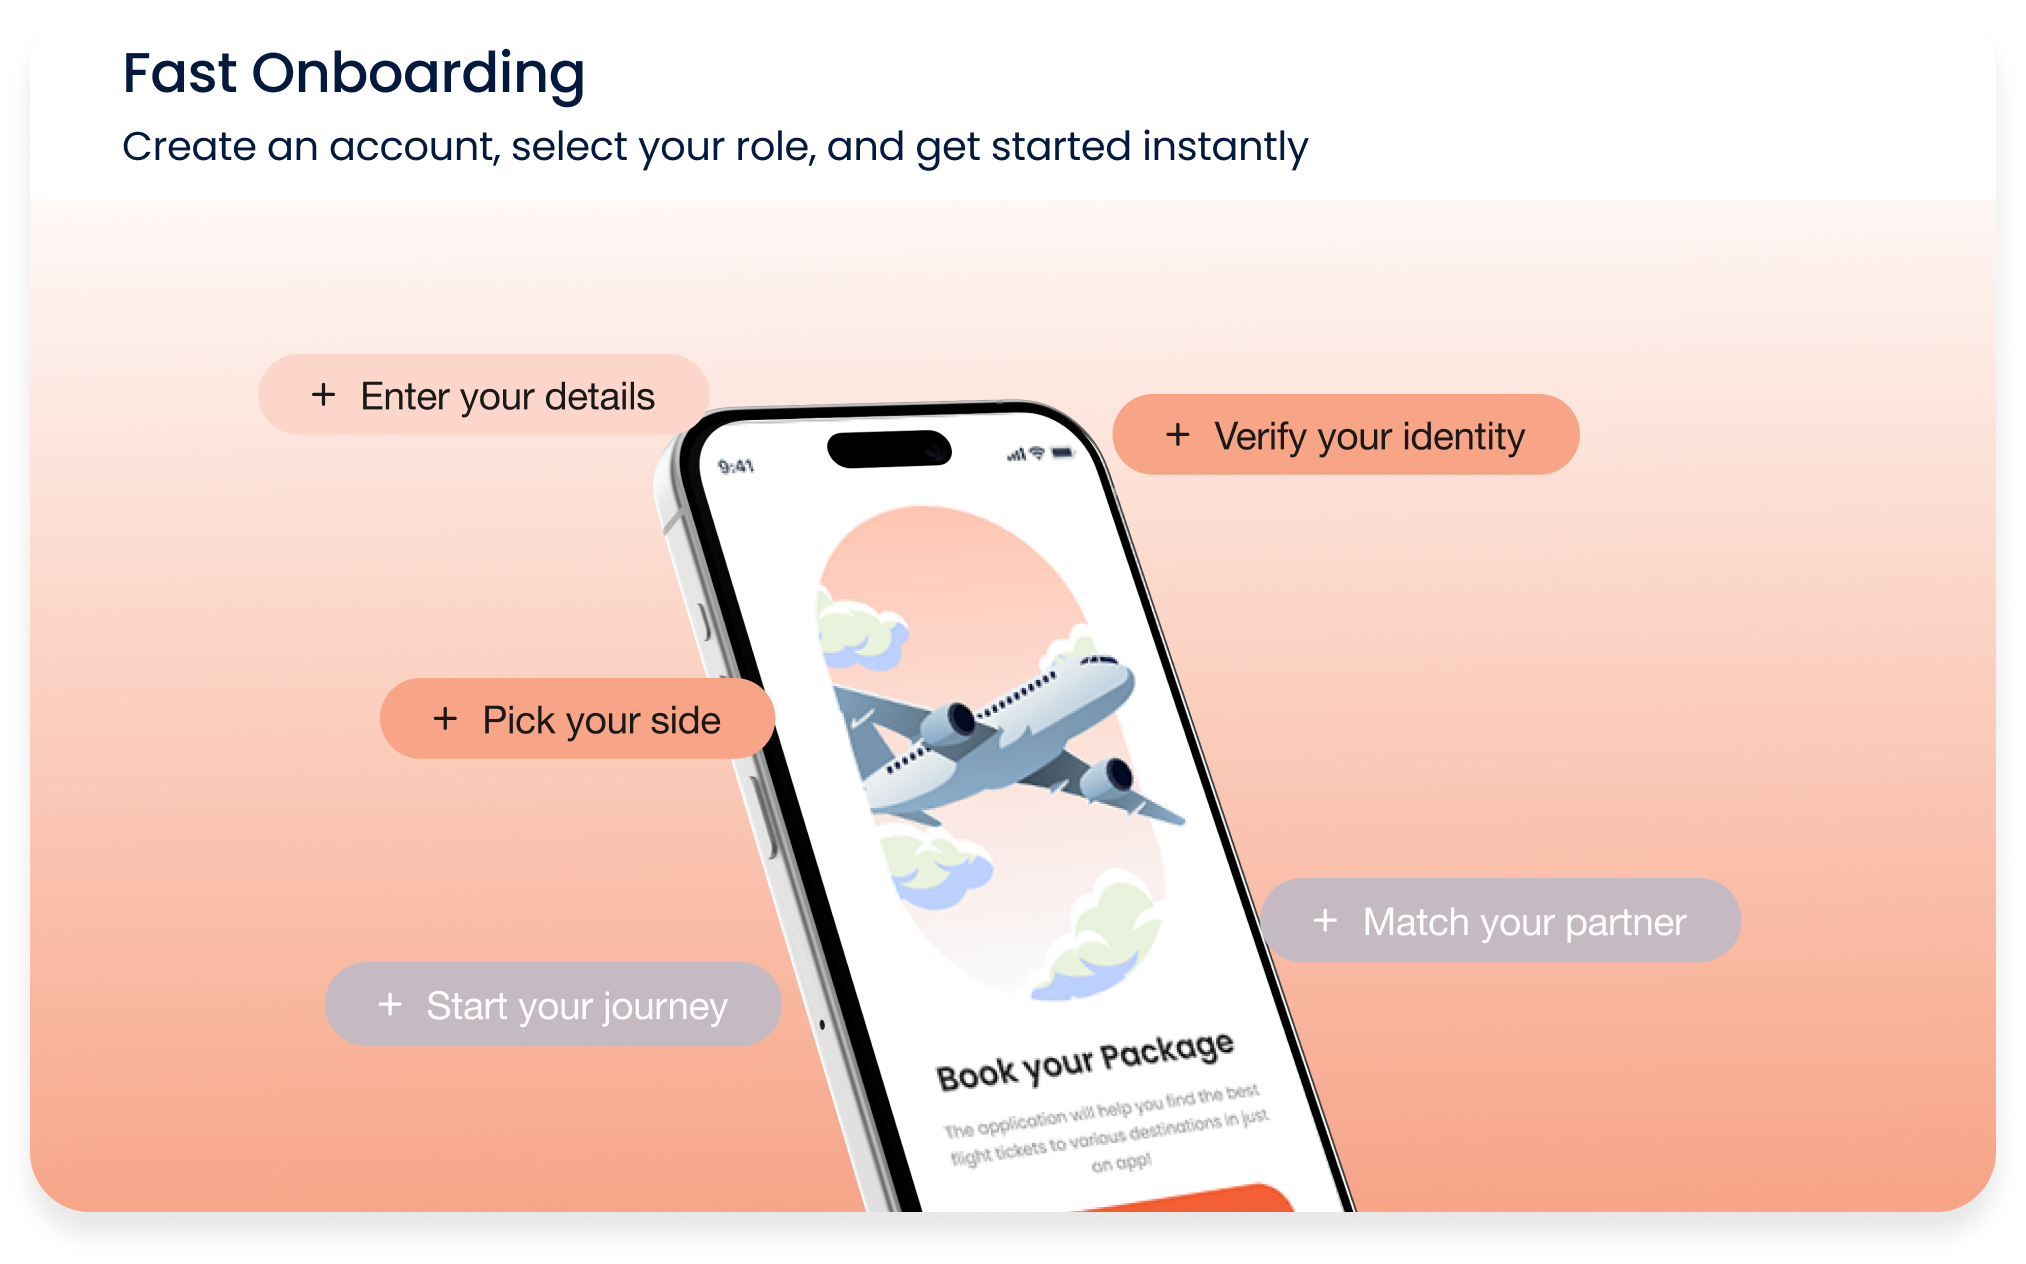 Fast Onboarding
Create an account, select your role, and get started instantly
+ Enter your details
+ Verify your identity
9:41
+ Pick your side
+ Match your partner
+ Start your journey
Book your Package
The application will help you find the best
flight tickets to various destinations in just
an app!